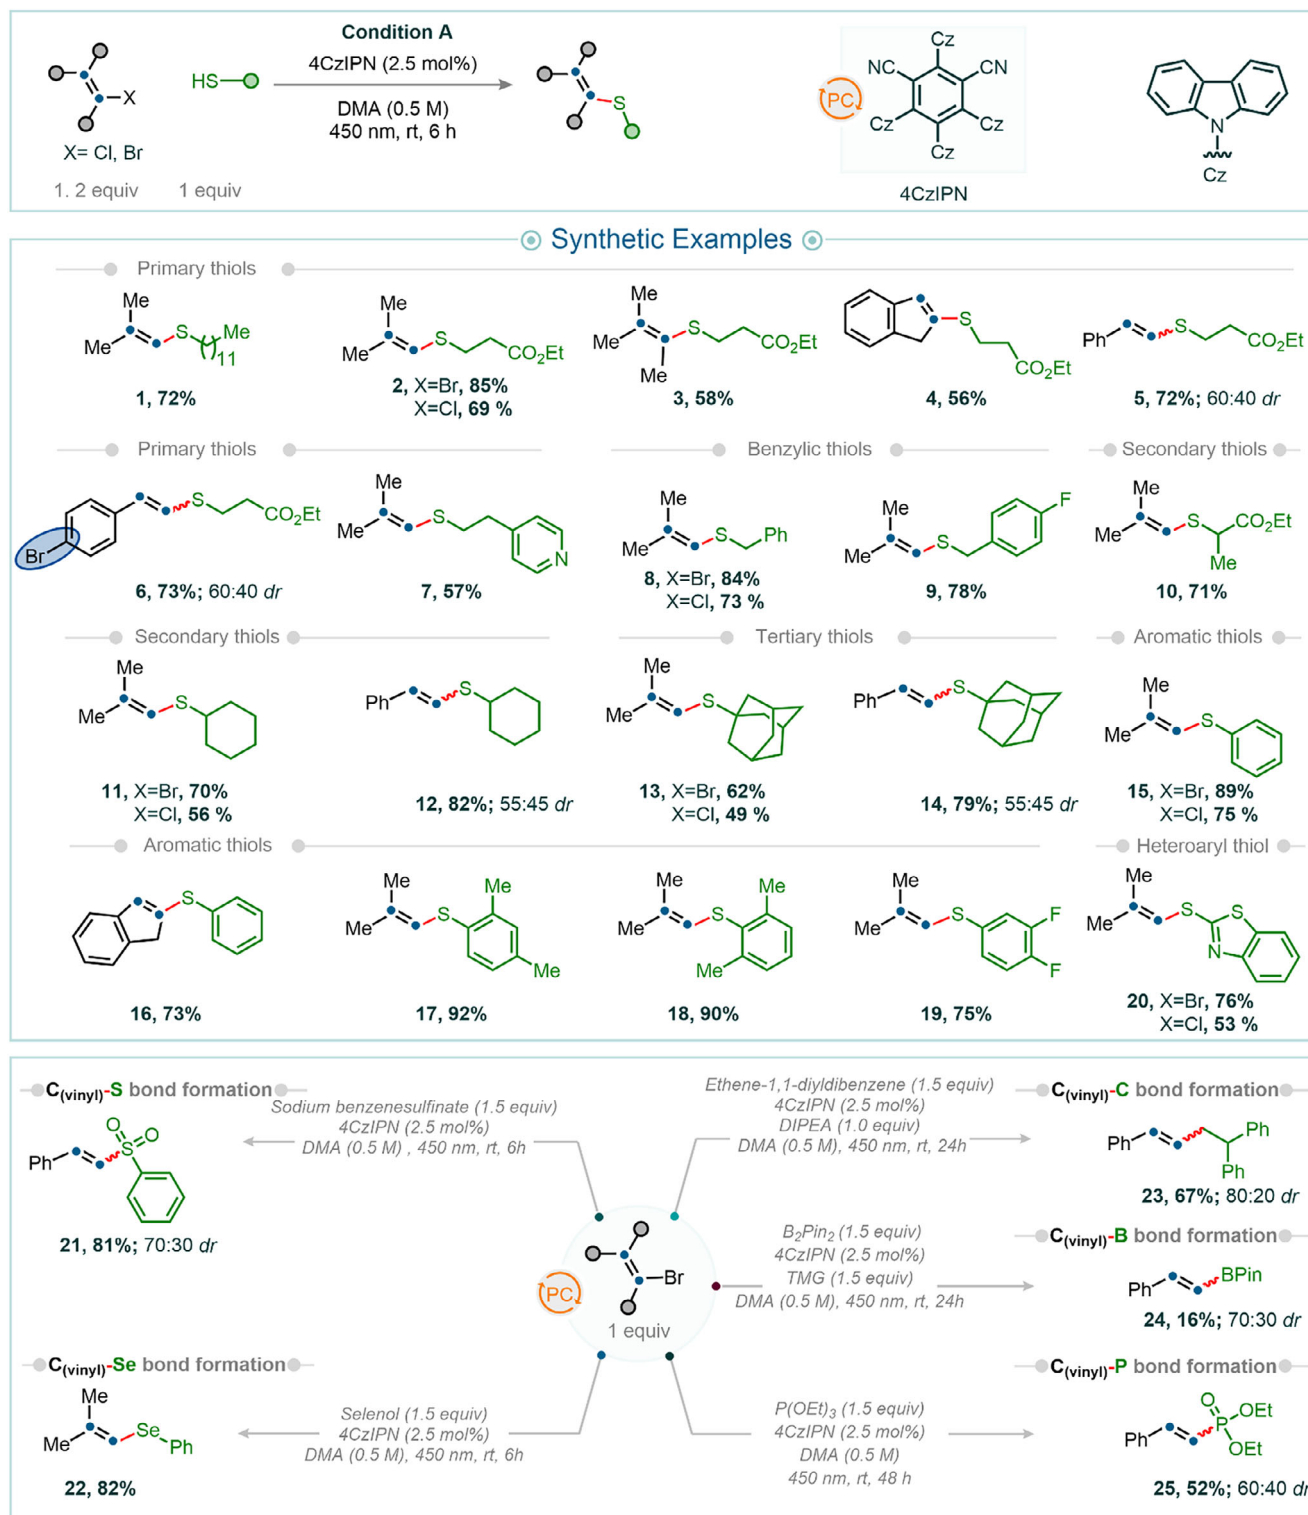 Condition A
4CzIPN (2.5 mol%)
DMA (0.5 M)
450 nm, rt, 6 h
X
HS
S
X= Cl, Br
1. 2 equiv
1 equiv
PC
Cz
NC
CN
Cz
Cz
Cz
4CzIPN
N
Cz
Synthetic Examples
Primary thiols
Me
Me
S
Me
11
1, 72%
Me
Me
S
CO2Et
2, X=Br, 85%
X=Cl, 69 %
Me
Me
Me
S
CO2Et
3, 58%
S
CO2Et
4, 56%
Ph
S
CO2Et
5, 72%; 60:40 dr
Primary thiols
Benzylic thiols
Secondary thiols
Br
S
CO2Et
6, 73%; 60:40 dr
Me
Me
S
N
7, 57%
Me
Me
S
Ph
8, X=Br, 84%
X=Cl, 73 %
Me
Me
S
F
9, 78%
Me
Me
S
CO2Et
Me
10, 71%
Secondary thiols
Tertiary thiols
Aromatic thiols
Me
Me
S
11, X=Br, 70%
X=Cl, 56 %
Ph
S
12, 82%; 55:45 dr
Me
Me
S
13, X=Br, 62%
X=Cl, 49 %
Ph
S
14, 79%; 55:45 dr
Me
Me
S
15, X=Br, 89%
X=Cl, 75 %
Aromatic thiols
Heteroaryl thiol
S
16, 73%
Me
Me
S
Me
Me
17, 92%
Me
Me
S
Me
Me
18, 90%
Me
Me
S
F
F
19, 75%
Me
Me
S
S
N
20, X=Br, 76%
X=Cl, 53 %
C(vinyl)-S bond formation
Ph
O
O
S
21, 81%; 70:30 dr
Sodium benzenesulfinate (1.5 equiv)
4CzIPN (2.5 mol%)
DMA (0.5 M) , 450 nm, rt, 6h
Ethene-1,1-diyldibenzene (1.5 equiv)
4CzIPN (2.5 mol%)
DIPEA (1.0 equiv)
DMA (0.5 M), 450 nm, rt, 24h
C(vinyl)-C bond formation
Ph
Ph
Ph
23, 67%; 80:20 dr
Br
PC
1 equiv
B2Pin2 (1.5 equiv)
4CzIPN (2.5 mol%)
TMG (1.5 equiv)
DMA (0.5 M), 450 nm, rt, 24h
C(vinyl)-B bond formation
Ph
BPin
24, 16%; 70:30 dr
C(vinyl)-Se bond formation
Me
Me
Se
Ph
22, 82%
Selenol (1.5 equiv)
4CzIPN (2.5 mol%)
DMA (0.5 M), 450 nm, rt, 6h
P(OEt)3 (1.5 equiv)
4CzIPN (2.5 mol%)
DMA (0.5 M)
450 nm, rt, 48 h
C(vinyl)-P bond formation
Ph
O
P
OEt
OEt
25, 52%; 60:40 dr